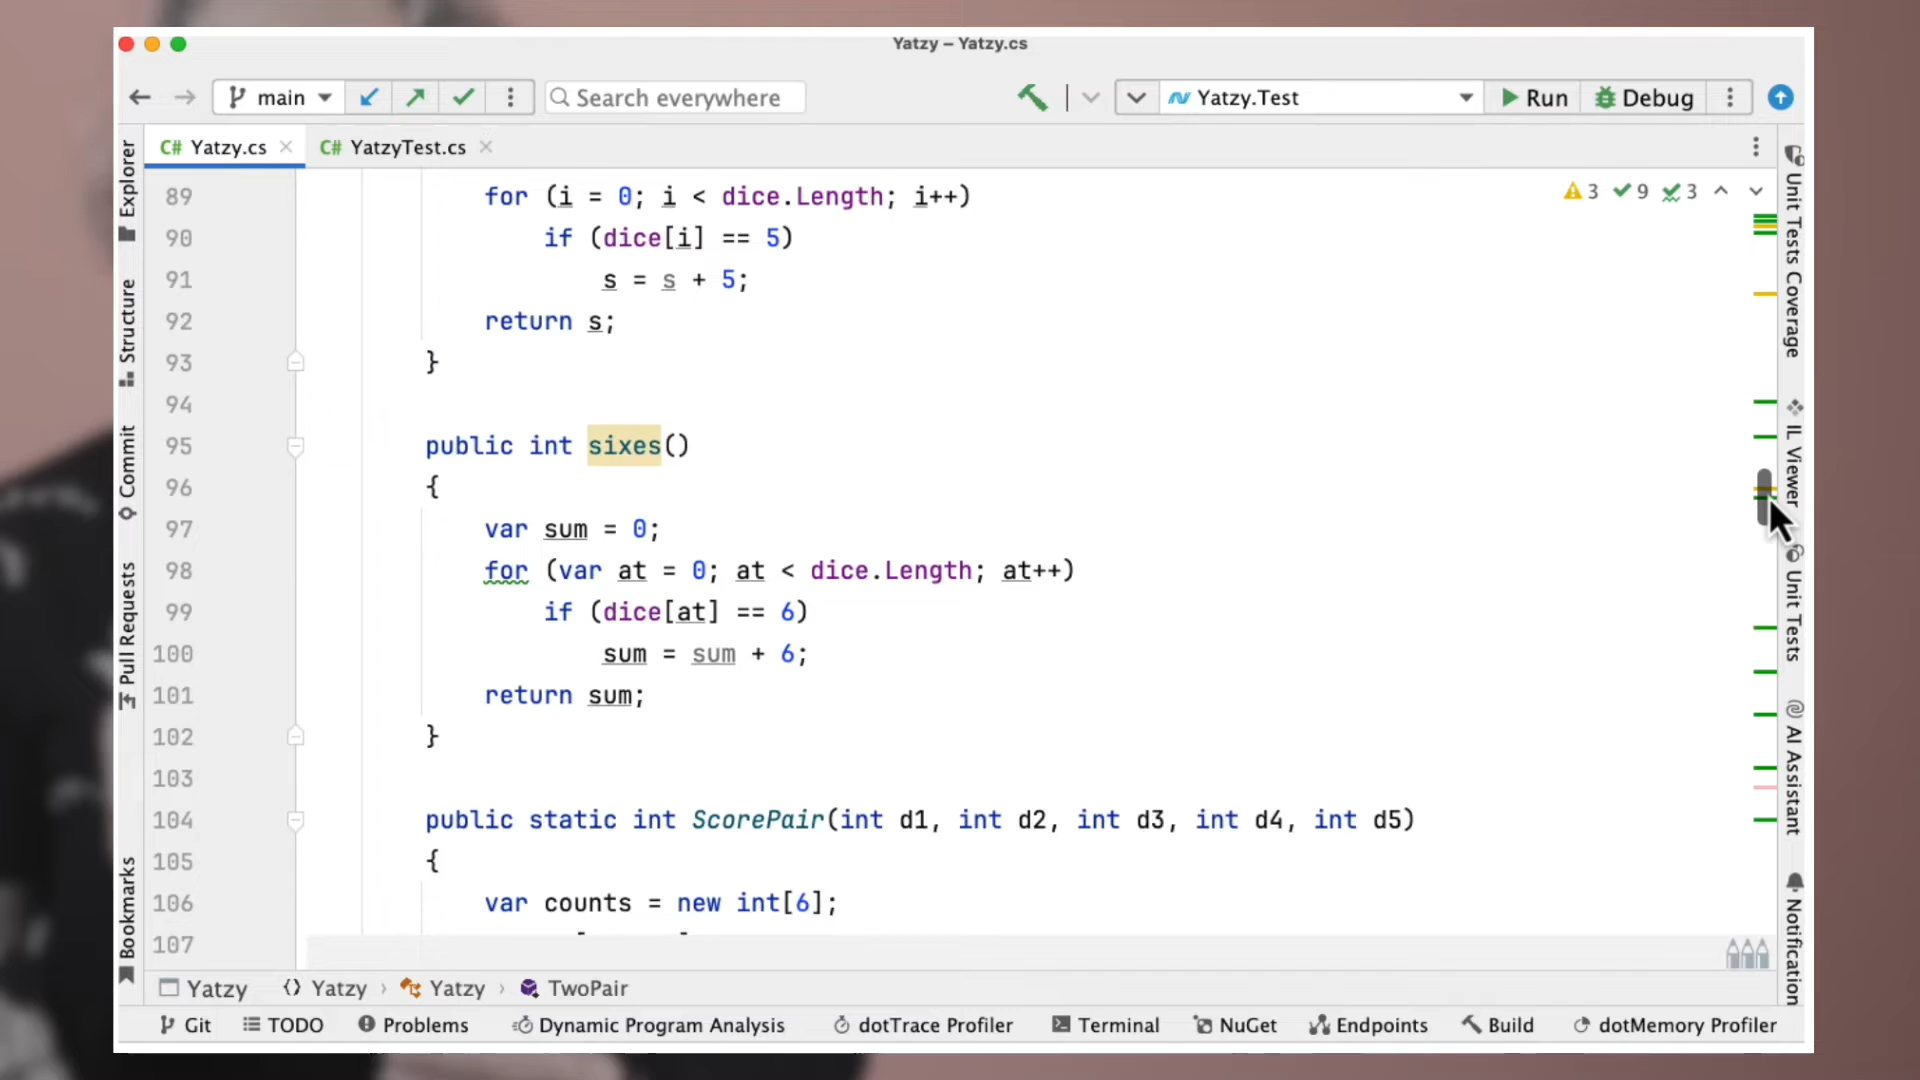 Yatzy – Yatzy.cs
main
Search everywhere
Yatzy.Test
Run
Debug
C# Yatzy.cs
C# YatzyTest.cs
3 9 3
89 for (i = 0; i < dice.Length; i++)
90 if (dice[i] == 5)
91 s = s + 5;
92 return s;
93 }
94
95 public int sixes()
96 {
97 var sum = 0;
98 for (var at = 0; at < dice.Length; at++)
99 if (dice[at] == 6)
100 sum = sum + 6;
101 return sum;
102 }
103
104 public static int ScorePair(int d1, int d2, int d3, int d4, int d5)
105 {
106 var counts = new int[6];
107
Explorer
Structure
Commit
Pull Requests
Bookmarks
Unit Tests Coverage
IL Viewer
Unit Tests
AI Assistant
Notification
Yatzy
Yatzy
Yatzy
TwoPair
Git
TODO
Problems
Dynamic Program Analysis
dotTrace Profiler
Terminal
NuGet
Endpoints
Build
dotMemory Profiler